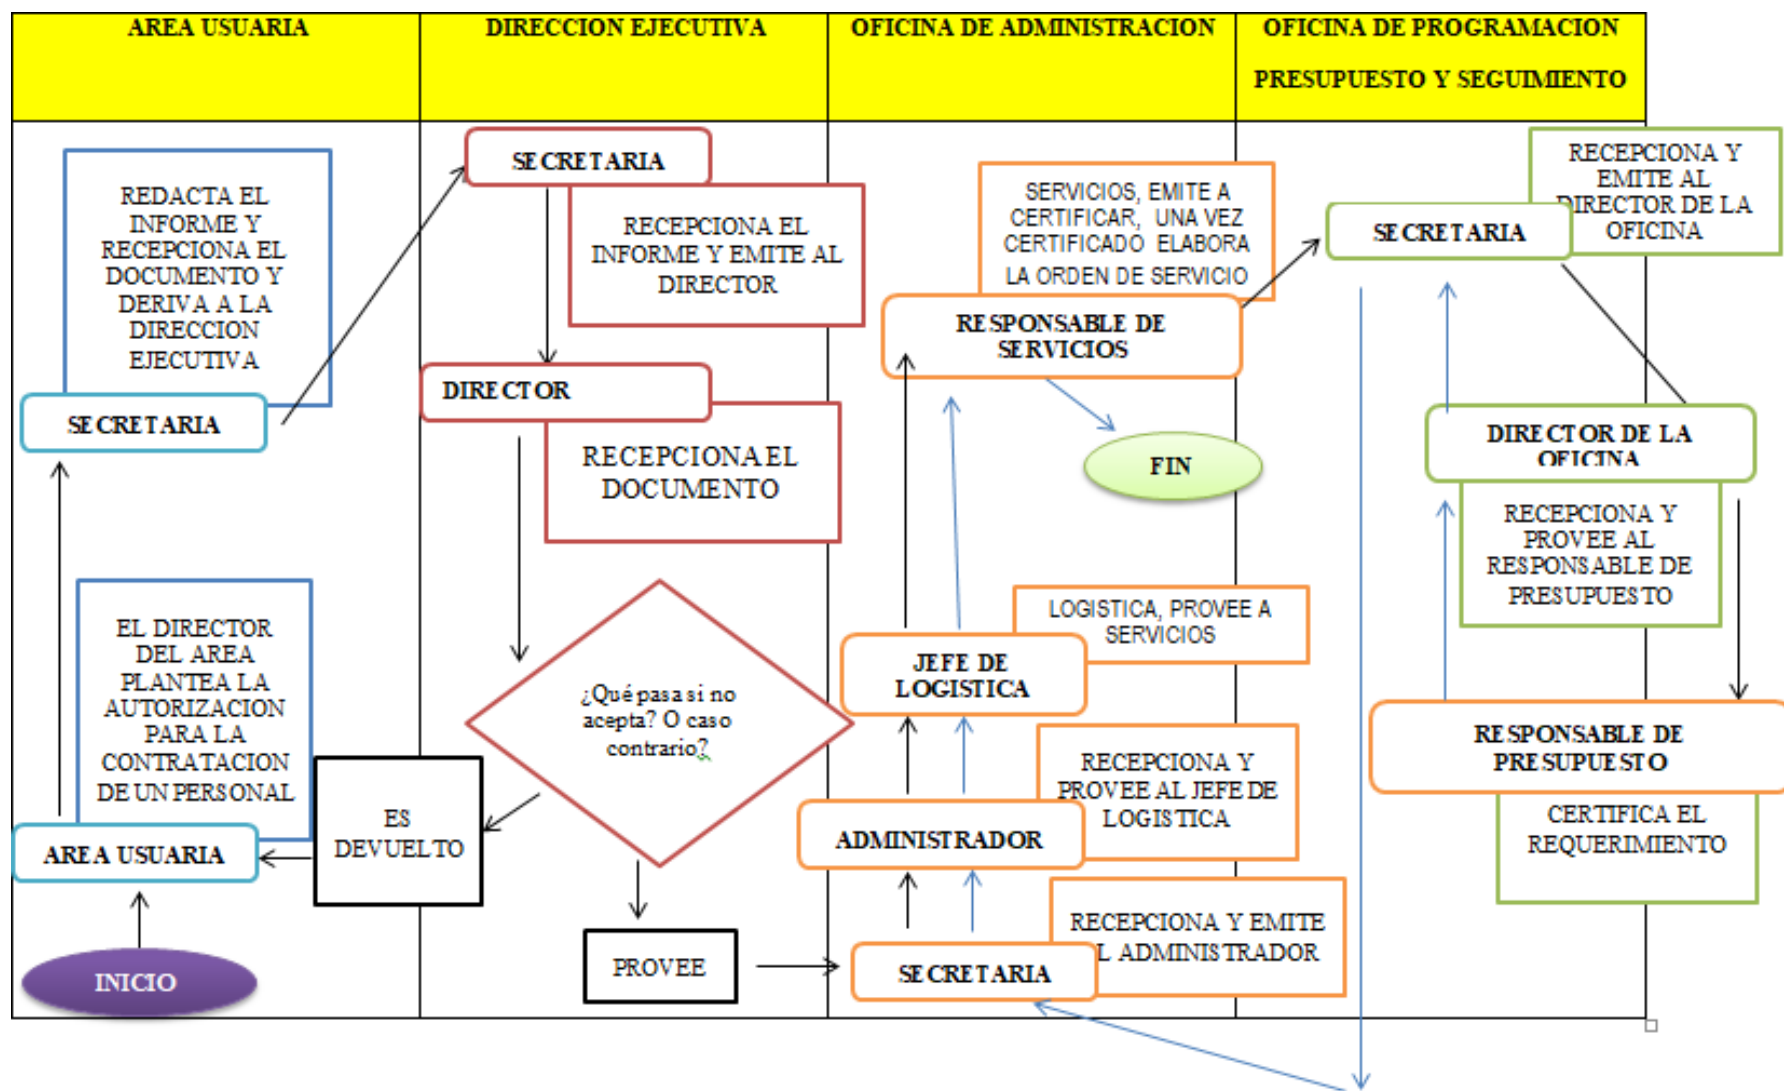 AREA USUARIA
DIRECCION EJECUTIVA
OFICINA DE ADMINISTRACION
OFICINA DE PROGRAMACION
PRESUPUESTO Y SEGUIMIENTO
REDACTA EL
INFORME Y
RECEPCIONA EL
DOCUMENTO Y
DERIVA A LA
DIRECCION
EJECUTIVA
SECRETARIA
EL DIRECTOR
DEL AREA
PLANTEA LA
AUTORIZACION
PARA LA
CONTRATACION
DE UN PERSONAL
AREA USUARIA
INICIO
SECRETARIA
RECEPCIONA EL
INFORME Y EMITE AL
DIRECTOR
DIRECTOR
RECEPCIONA EL
DOCUMENTO
¿Qué pasa si no
acepta? O caso
contrario?
ES
DEVUELTO
PROVEE
SERVICIOS, EMITE A
CERTIFICAR, UNA VEZ
CERTIFICADO ELABORA
LA ORDEN DE SERVICIO
RESPONSABLE DE
SERVICIOS
FIN
LOGISTICA, PROVEE A
SERVICIOS
JEFE DE
LOGISTICA
RECEPCIONA Y
PROVEE AL JEFE DE
LOGISTICA
ADMINISTRADOR
RECEPCIONA Y EMITE
L ADMINISTRADOR
SECRETARIA
RECEPCIONA Y
EMITE AL
DIRECTOR DE LA
OFICINA
SECRETARIA
DIRECTOR DE LA
OFICINA
RECEPCIONA Y
PROVEE AL
RESPONSABLE DE
PRESUPUESTO
RESPONSABLE DE
PRESUPUESTO
CERTIFICA EL
REQUERIMIENTO